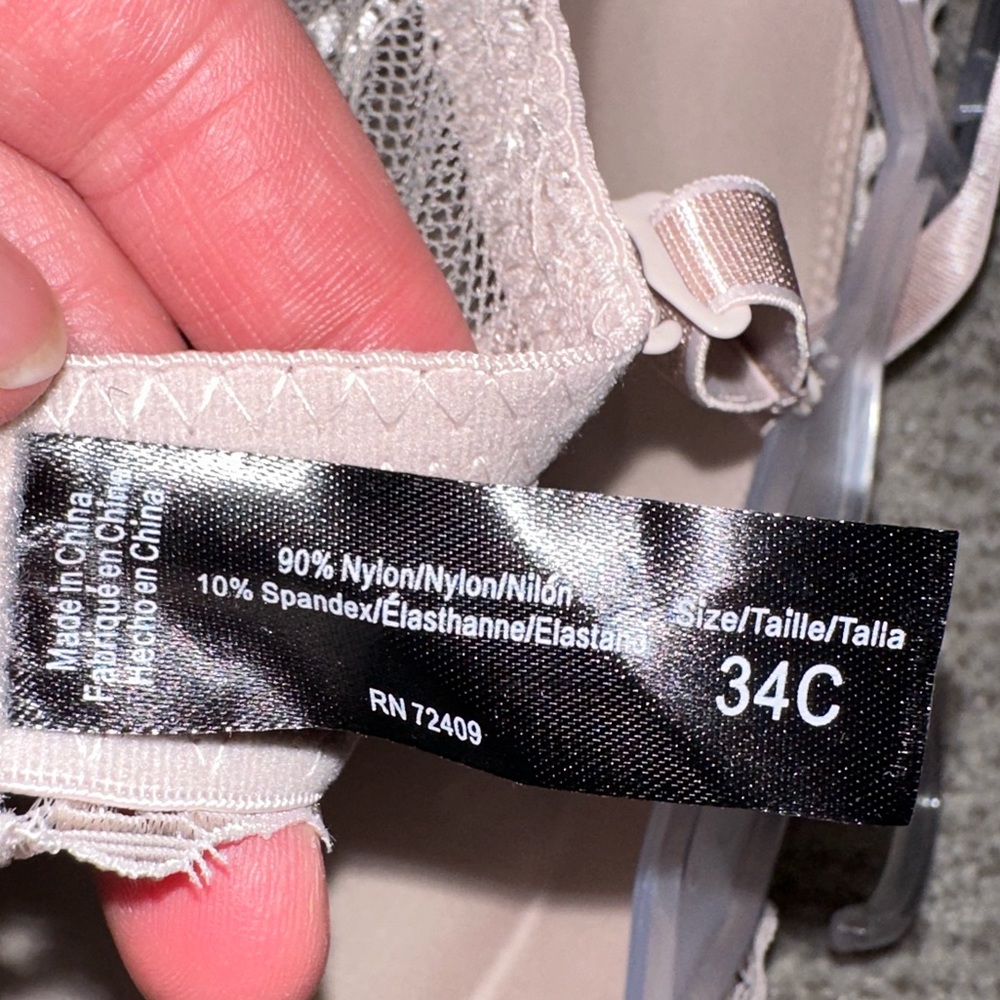 Made in China
Fabriqué en Chine
Hecho en China
90% Nylon/Nylon/Nilón
10% Spandex/Élasthanne/Elastano
RN 72409
Size/Taille/Talla
34C